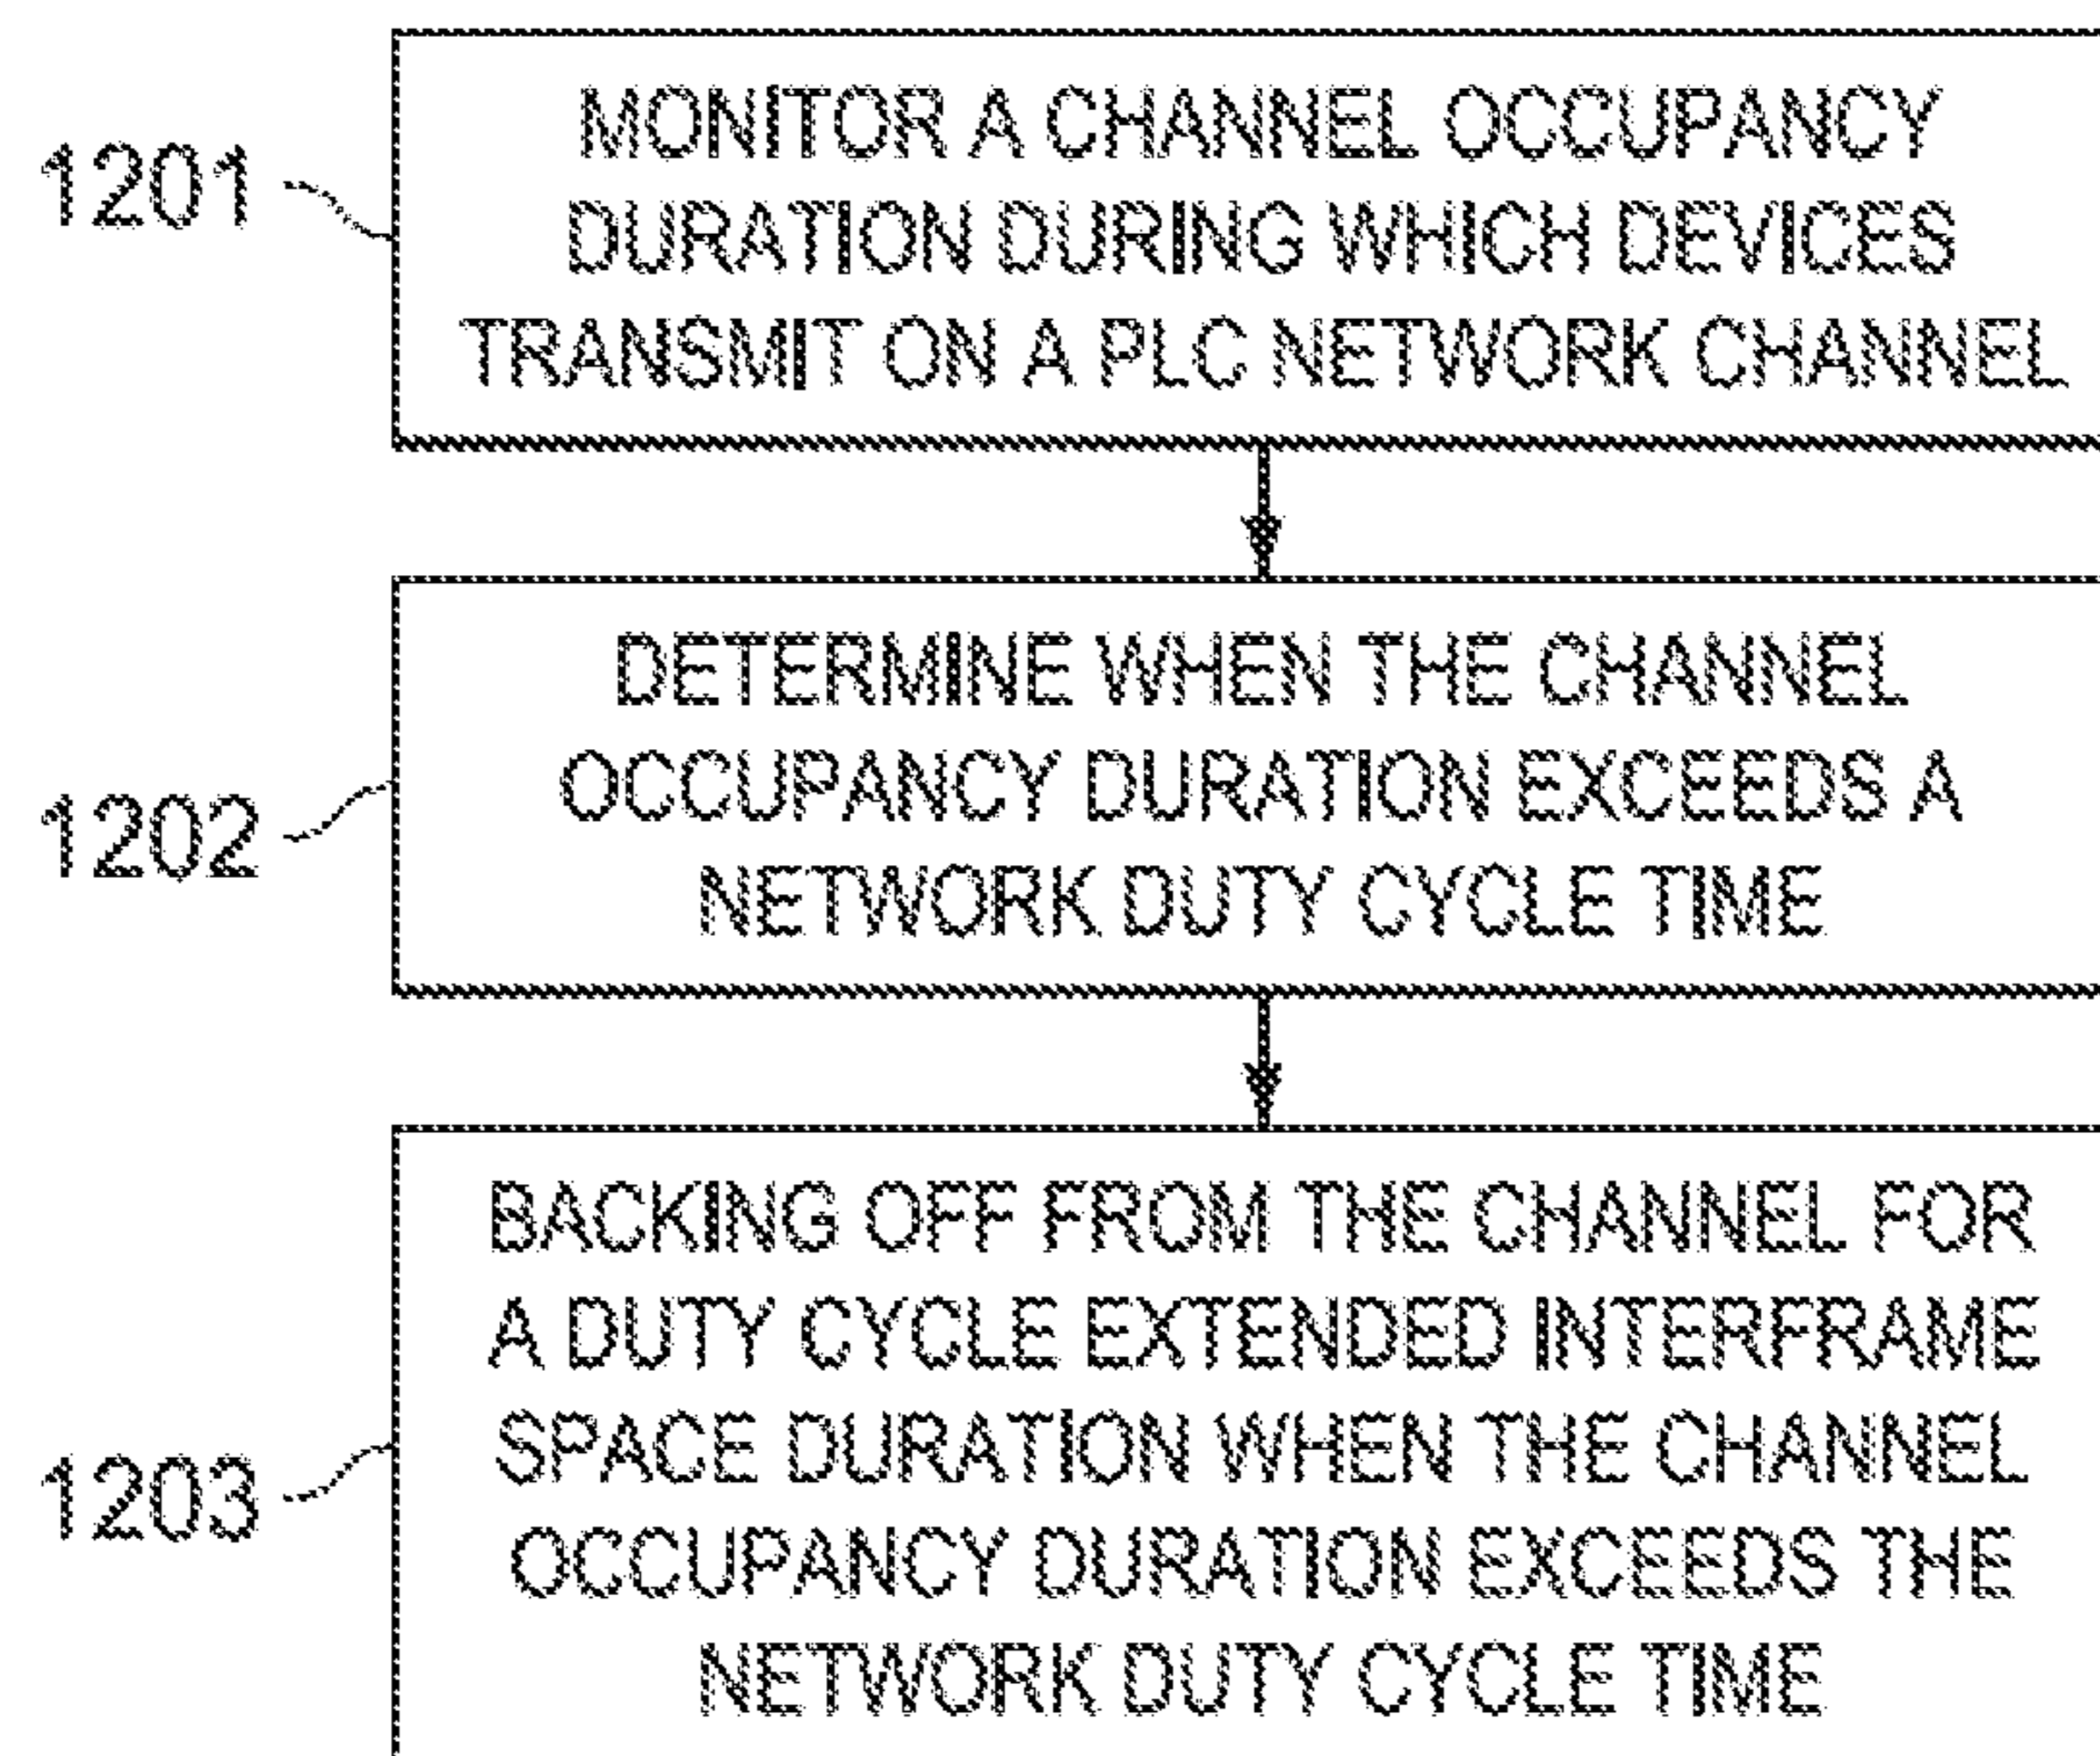 1201
MONITOR A CHANNEL OCCUPANCY
DURATION DURING WHICH DEVICES
TRANSMIT ON A PLC NETWORK CHANNEL
1202
DETERMINE WHEN THE CHANNEL
OCCUPANCY DURATION EXCEEDS A
NETWORK DUTY CYCLE TIME
1203
BACKING OFF FROM THE CHANNEL FOR
A DUTY CYCLE EXTENDED INTERFRAME
SPACE DURATION WHEN THE CHANNEL
OCCUPANCY DURATION EXCEEDS THE
NETWORK DUTY CYCLE TIME